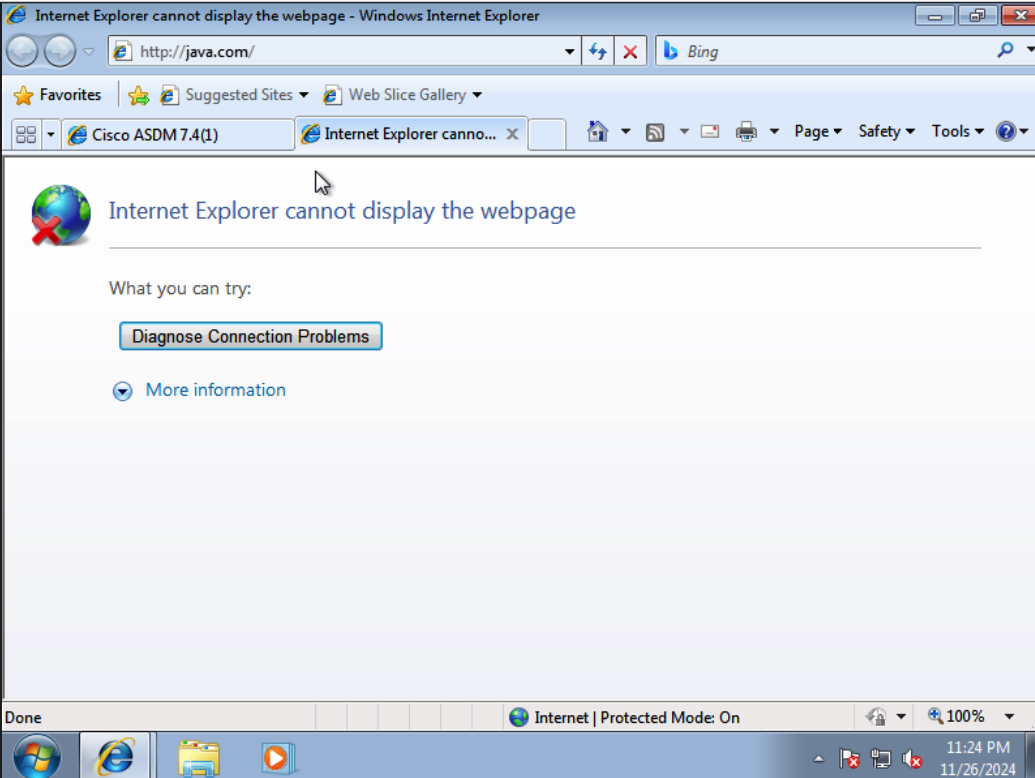 Internet Explorer cannot display the webpage - Windows Internet Explorer
http://java.com/
Bing
Favorites Suggested Sites Web Slice Gallery
Cisco ASDM 7.4(1) Internet Explorer canno... Page Safety Tools
Internet Explorer cannot display the webpage
What you can try:
Diagnose Connection Problems
More information
Done Internet | Protected Mode: On 100%
11:24 PM
11/26/2024